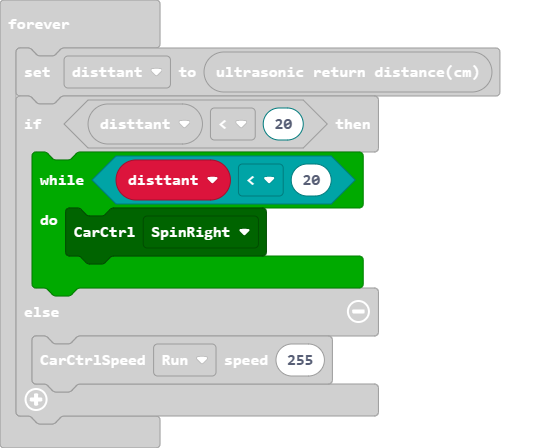 forever
set disttant to ultrasonic return distance(cm)
if disttant < 20 then
while disttant < 20
do CarCtrl SpinRight
else
CarCtrlSpeed Run speed 255